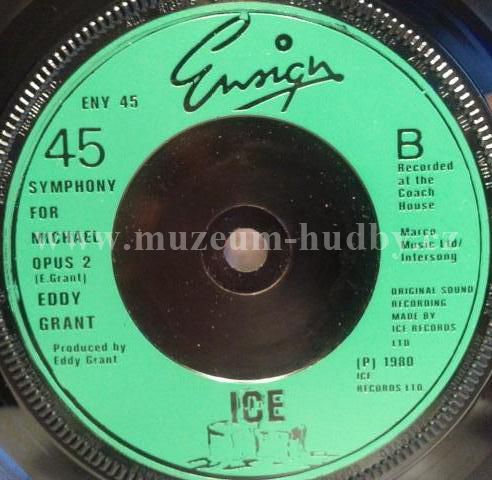 Ensign
ENY 45
45
SYMPHONY
FOR
MICHAEL
OPUS 2
(E.Grant)
EDDY
GRANT
Produced by
Eddy Grant
B
Recorded
at the
Coach
House
Marco
Music Ltd/
Intersong
ORIGINAL SOUND
RECORDING
MADE BY
ICE RECORDS
LTD
(P) 1980
ICE
RECORDS LTD.
ICE
www.muzeum-hudby.cz